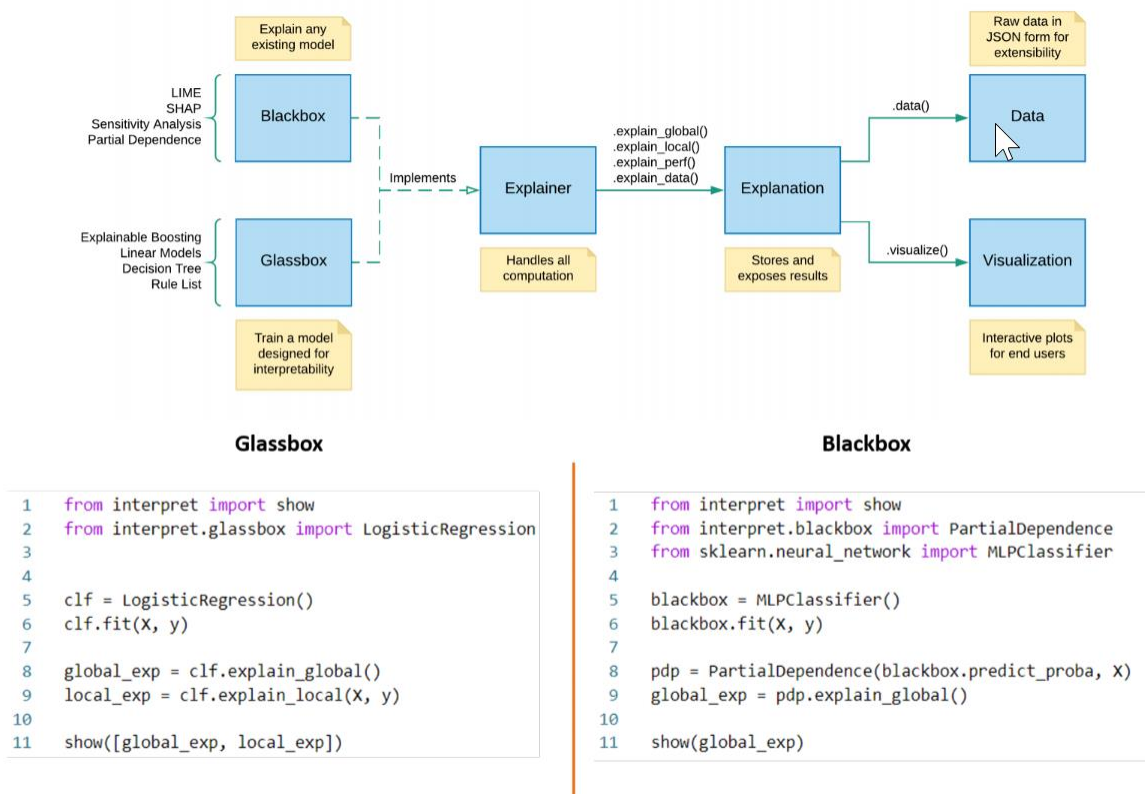 Explain any
existing model
Raw data in
JSON form for
extensibility
LIME
SHAP
Sensitivity Analysis
Partial Dependence
Blackbox
.data()
Data
Implements
Explainer
.explain_global()
.explain_local()
.explain_perf()
.explain_data()
Explanation
Explainable Boosting
Linear Models
Decision Tree
Rule List
Glassbox
Handles all
computation
Stores and
exposes results
.visualize()
Visualization
Train a model
designed for
interpretability
Interactive plots
for end users
Glassbox
1 from interpret import show
2 from interpret.glassbox import LogisticRegression
3
4
5 clf = LogisticRegression()
6 clf.fit(X, y)
7
8 global_exp = clf.explain_global()
9 local_exp = clf.explain_local(X, y)
10
11 show([global_exp, local_exp])
Blackbox
1 from interpret import show
2 from interpret.blackbox import PartialDependence
3 from sklearn.neural_network import MLPClassifier
4
5 blackbox = MLPClassifier()
6 blackbox.fit(X, y)
7
8 pdp = PartialDependence(blackbox.predict_proba, X)
9 global_exp = pdp.explain_global()
10
11 show(global_exp)